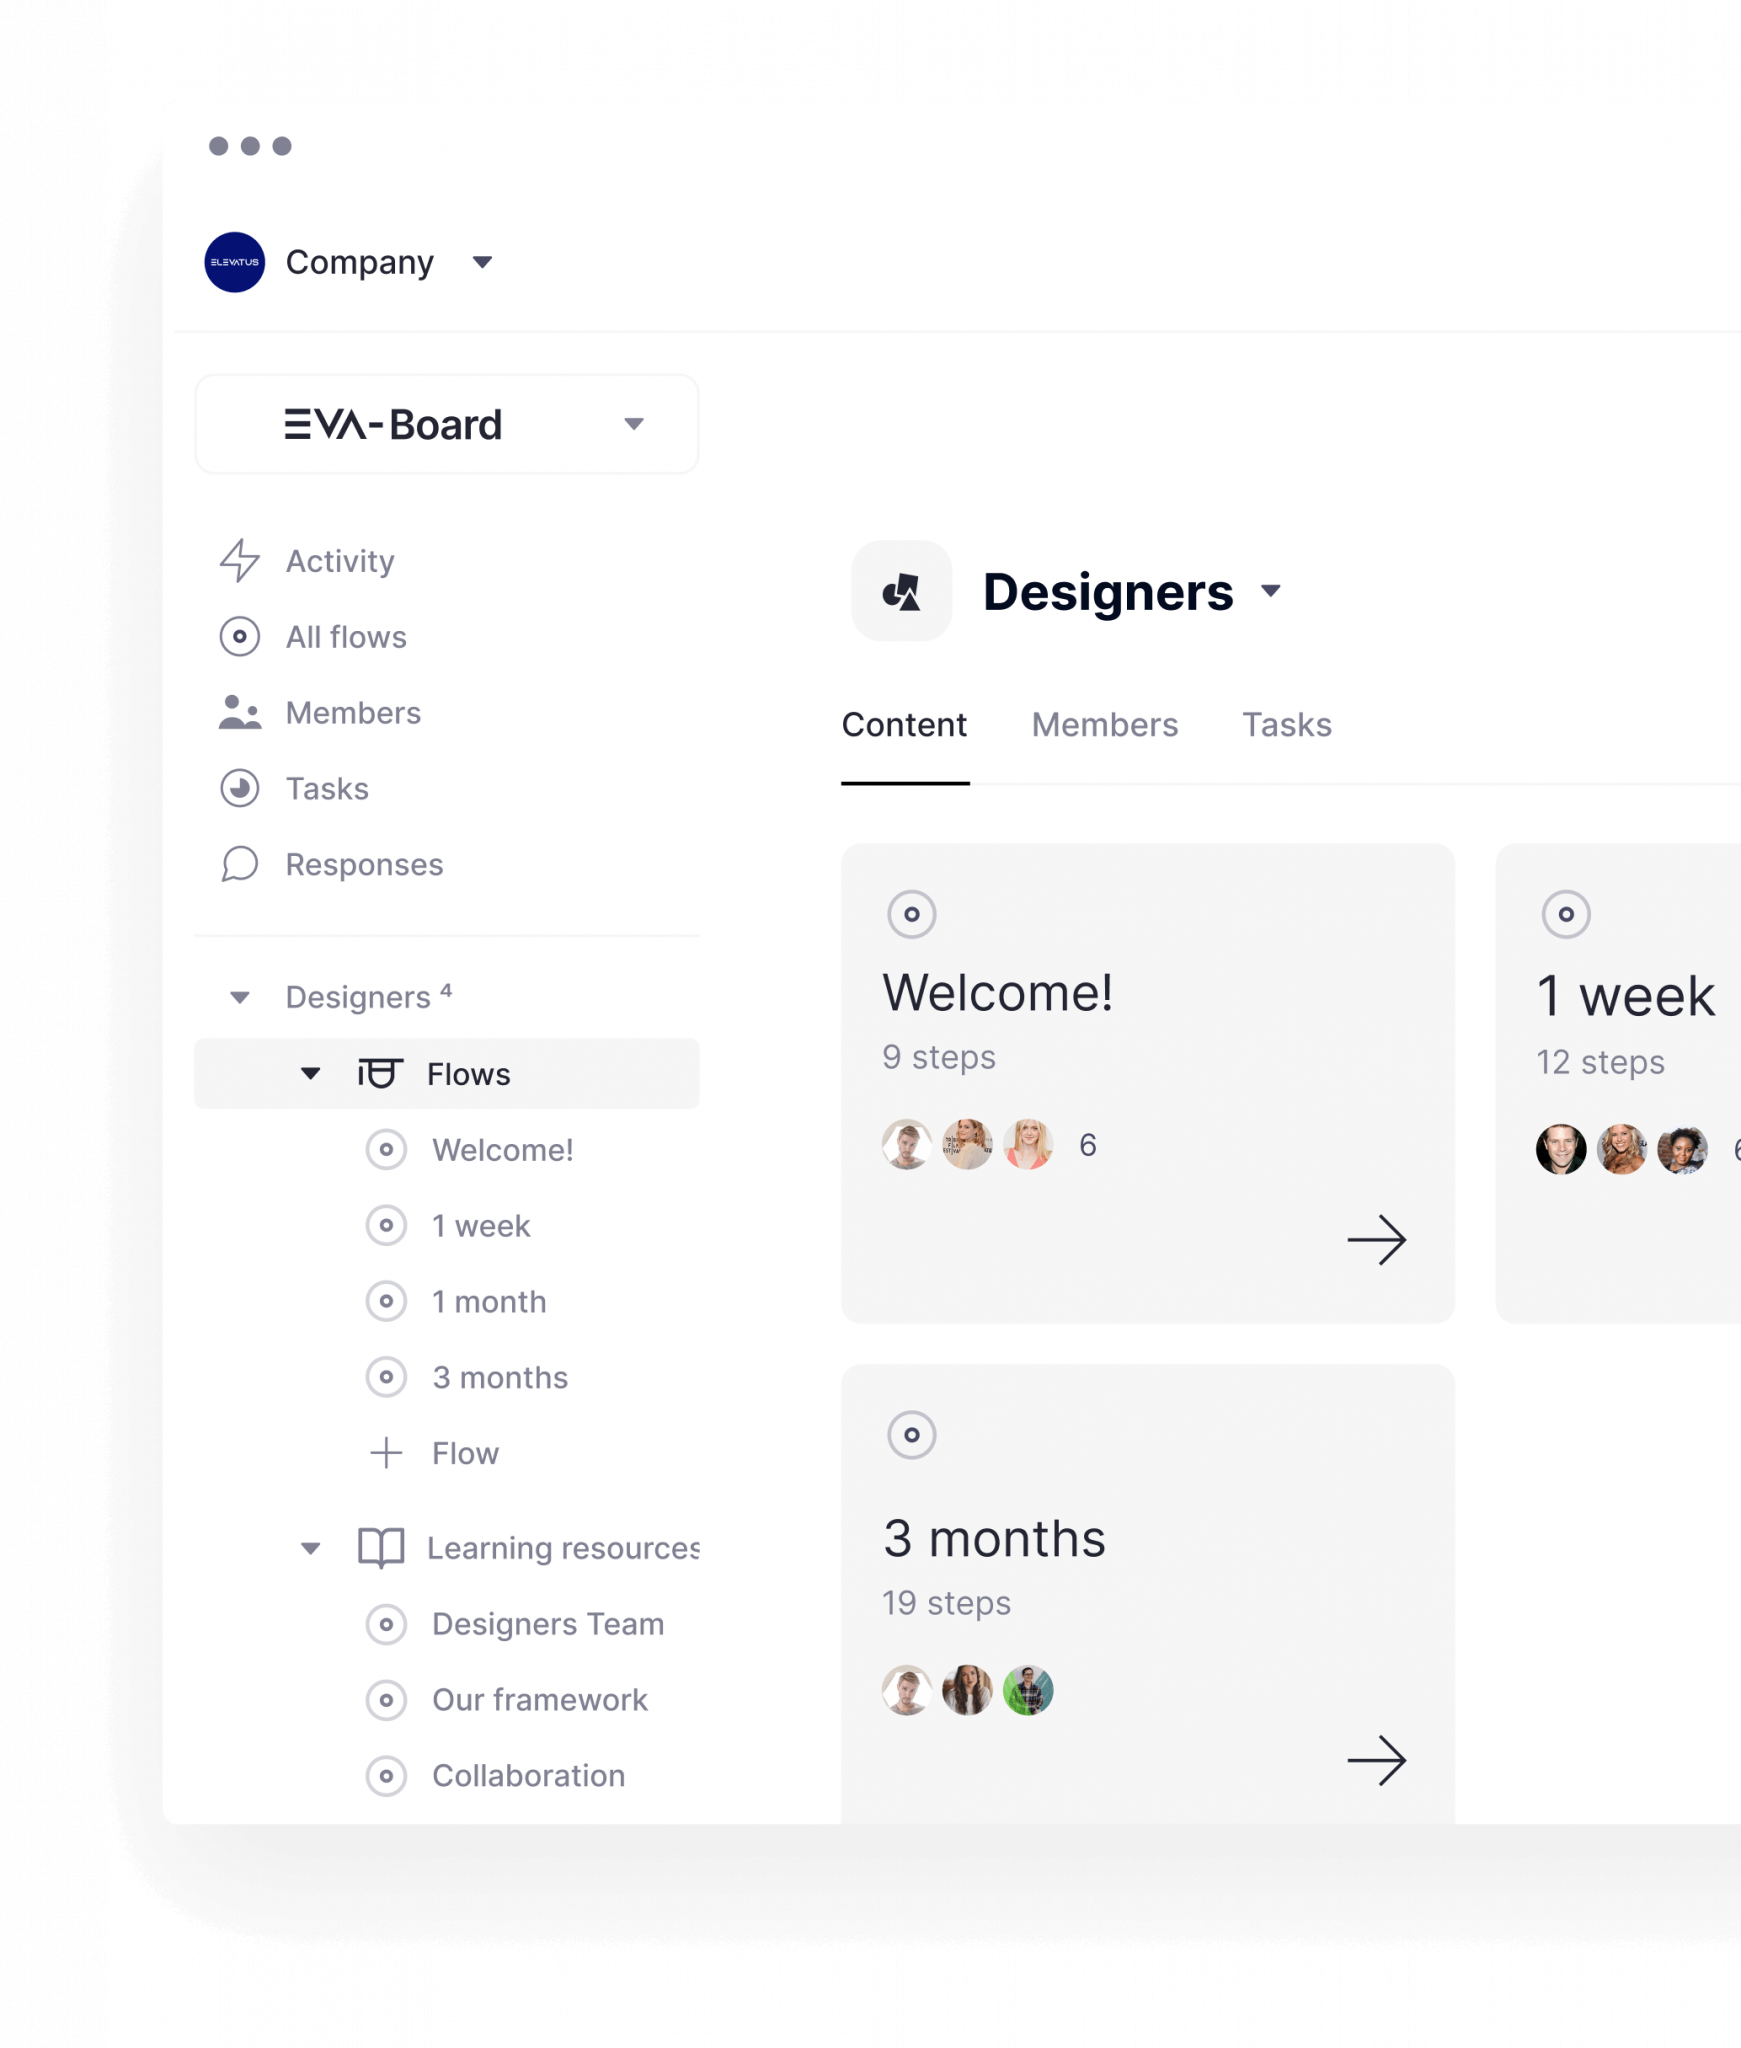 ELEVATUS
Company
EVA-Board
Activity
All flows
Members
Tasks
Responses
Designers 4
Flows
Welcome!
1 week
1 month
3 months
Flow
Learning resources
Designers Team
Our framework
Collaboration
Designers
Content Members Tasks
Welcome!
9 steps
6
1 week
12 steps
3 months
19 steps